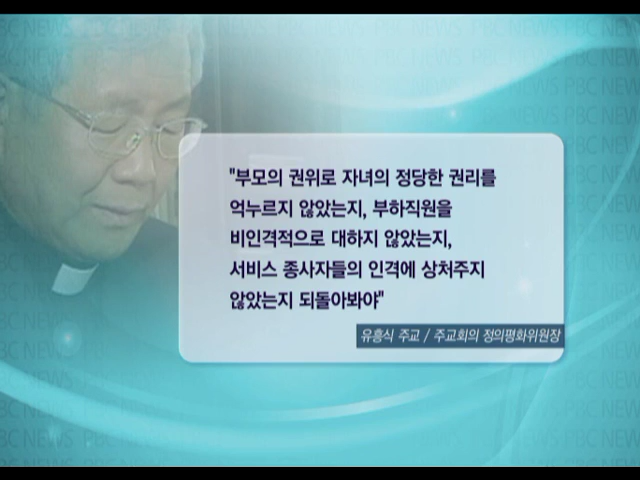 "부모의 권위로 자녀의 정당한 권리를
억누르지 않았는지, 부하직원을
비인격적으로 대하지 않았는지,
서비스 종사자들의 인격에 상처주지
않았는지 되돌아봐야"
유흥식 주교 / 주교회의 정의평화위원장
PBC NEWS